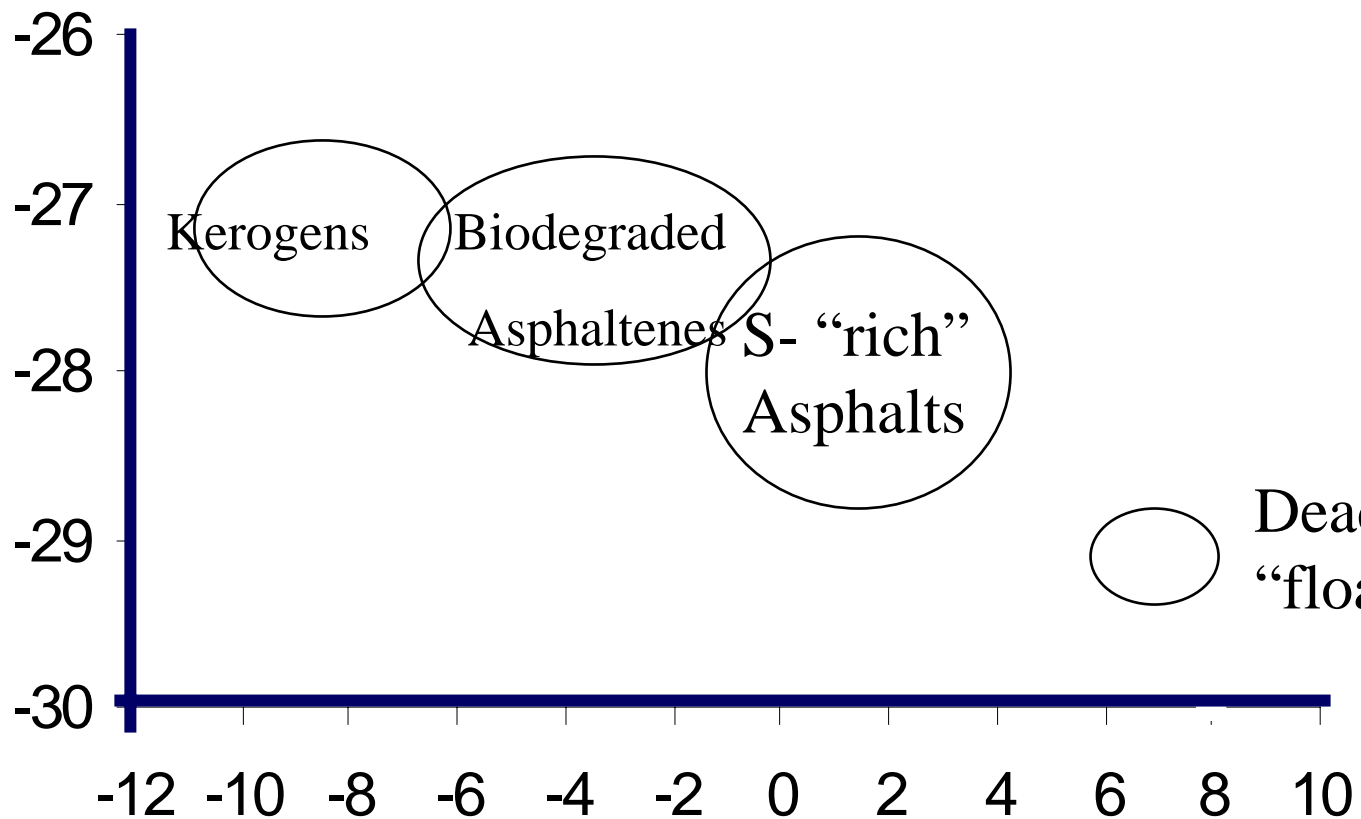 -26
-27
Kerogens
Biodegraded
Asphaltenes
S- “rich”
Asphalts
-28
-29
-30
-12 -10 -8 -6 -4 -2 0 2 4 6 8 10